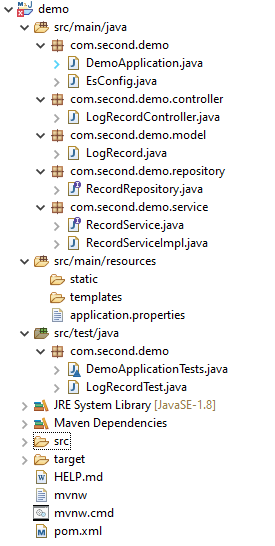 demo
src/main/java
com.second.demo
DemoApplication.java
EsConfig.java
com.second.demo.controller
LogRecordController.java
com.second.demo.model
LogRecord.java
com.second.demo.repository
RecordRepository.java
com.second.demo.service
RecordService.java
RecordServiceImpl.java
src/main/resources
static
templates
application.properties
src/test/java
com.second.demo
DemoApplicationTests.java
LogRecordTest.java
JRE System Library [JavaSE-1.8]
Maven Dependencies
src
target
HELP.md
mvnw
mvnw.cmd
pom.xml